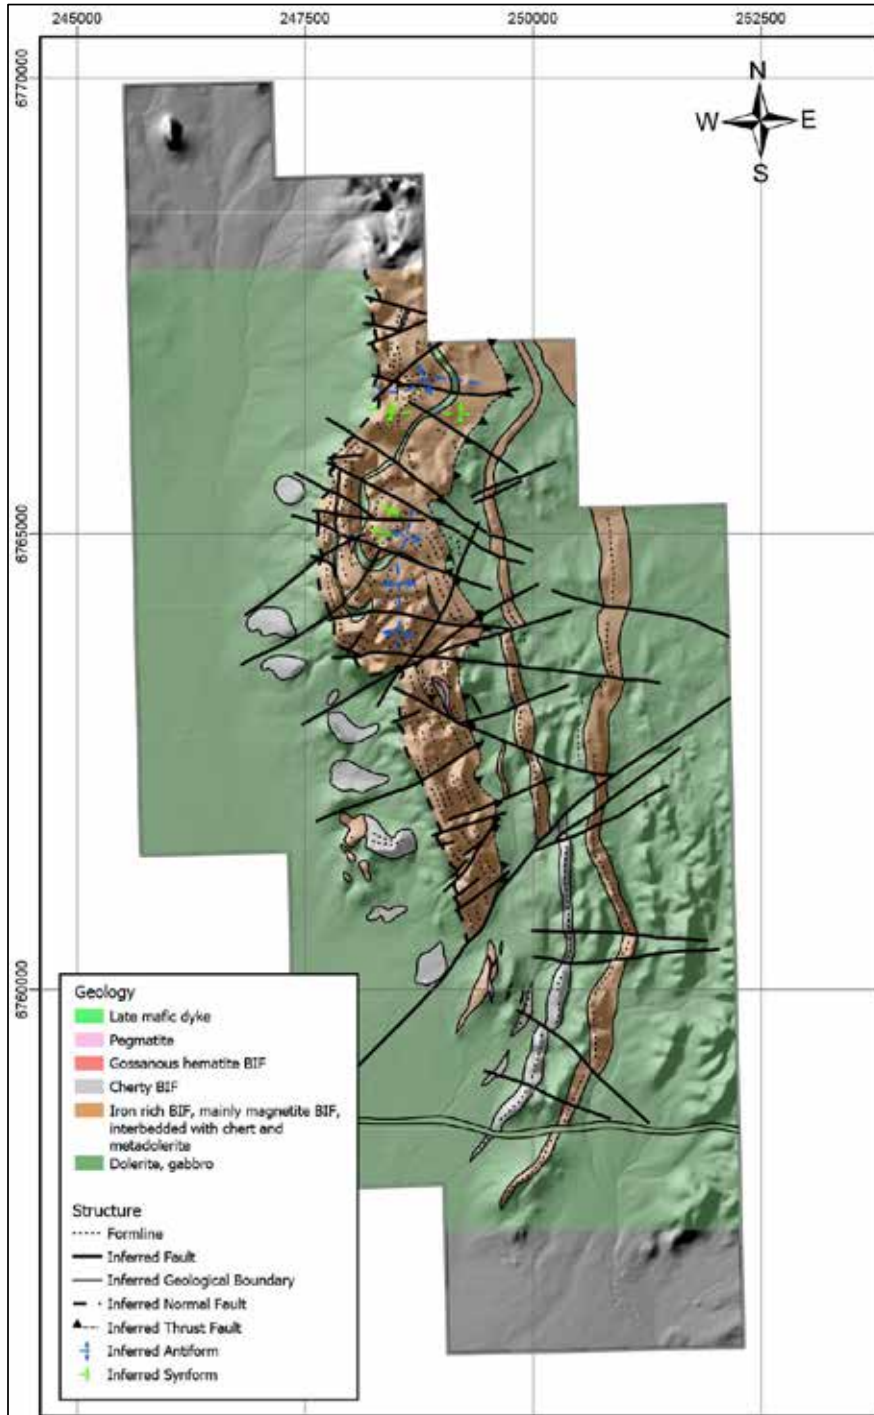 245000
247500
250000
252500
6770000
N
W E
S
6765000
6760000
Geology
Late mafic dyke
Pegmatite
Gossanous hematite BIF
Cherty BIF
Iron rich BIF, mainly magnetite BIF,
interbedded with chert and
metadolerite
Dolerite, gabbro
Structure
Formline
Inferred Fault
Inferred Geological Boundary
Inferred Normal Fault
Inferred Thrust Fault
Inferred Antiform
Inferred Synform